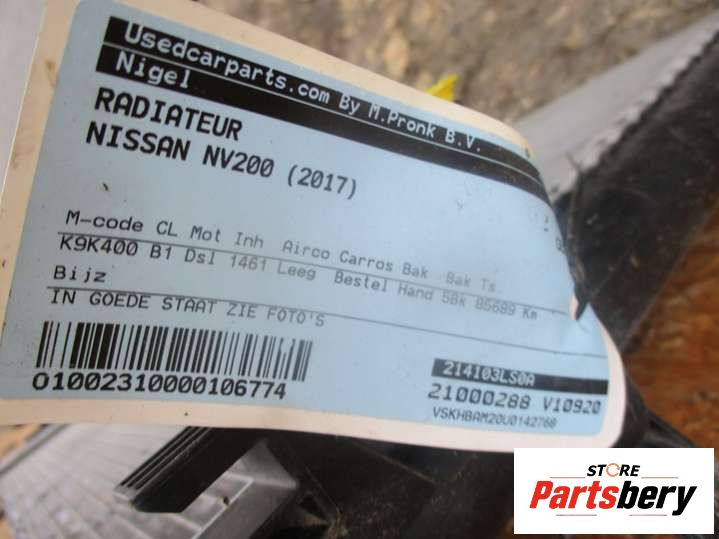 Usedcarparts.com By M.Pronk B.V.
Nigel
RADIATEUR
NISSAN NV200 (2017)
M-code CL Mot Inh Airco Carros Bak Bak Ts.
K9K400 B1 Dsl 1461 Leeg Bestel Hand 5Bk 85689 Km
Bijz
IN GOEDE STAAT ZIE FOTO'S
O1002310000106774
214103LS0A
21000288 V10920
VSKHBAM20U0142768
STORE
Partsbery